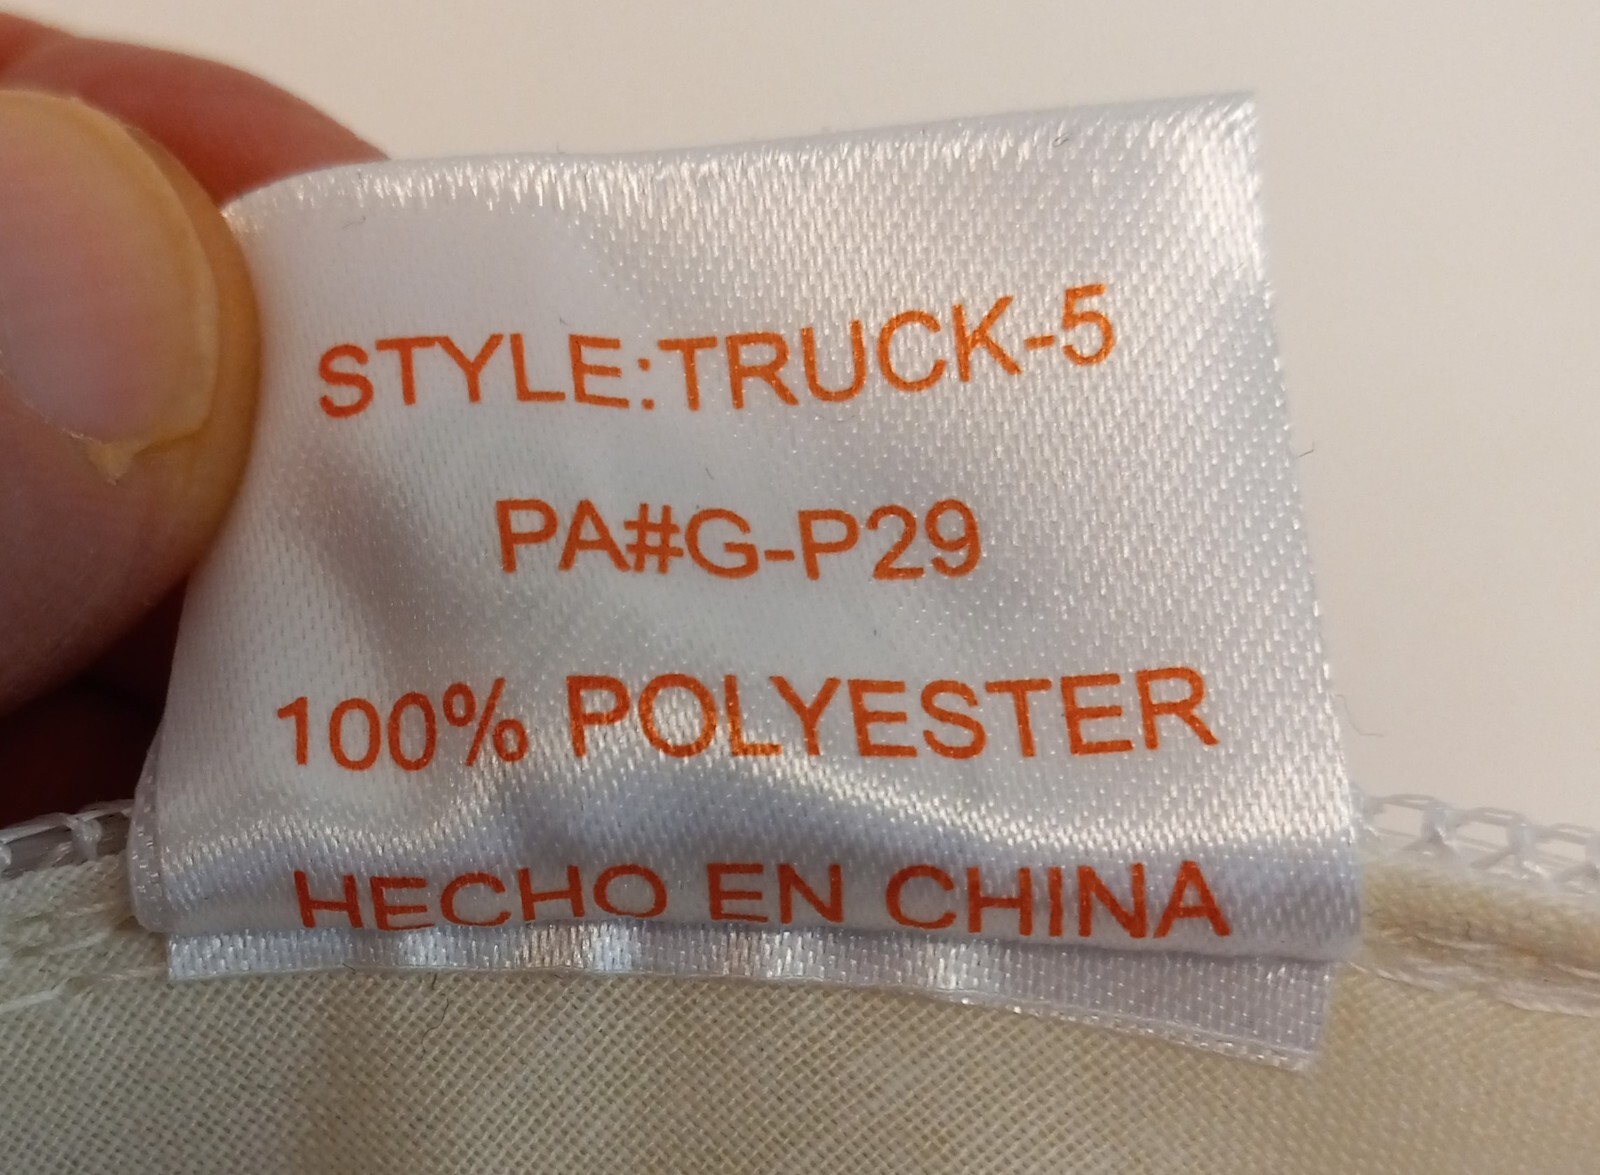 STYLE:TRUCK-5
PA#G-P29
100% POLYESTER
HECHO EN CHINA